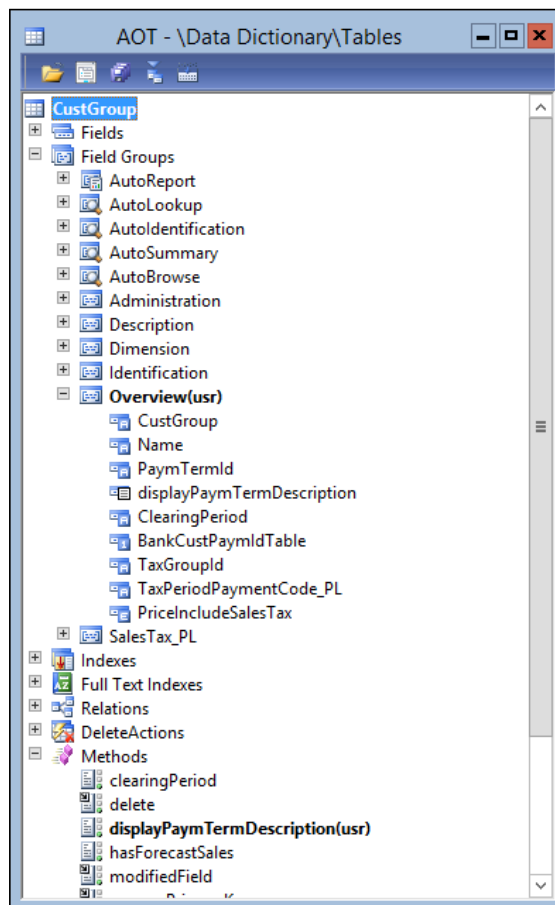 AOT - \Data Dictionary\Tables
CustGroup
Fields
Field Groups
AutoReport
AutoLookup
AutoIdentification
AutoSummary
AutoBrowse
Administration
Description
Dimension
Identification
Overview(usr)
CustGroup
Name
PaymTermId
displayPaymTermDescription
ClearingPeriod
BankCustPaymIdTable
TaxGroupId
TaxPeriodPaymentCode_PL
PriceIncludeSalesTax
SalesTax_PL
Indexes
Full Text Indexes
Relations
DeleteActions
Methods
clearingPeriod
delete
displayPaymTermDescription(usr)
hasForecastSales
modifiedField